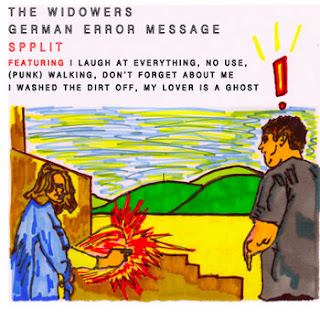 THE WIDOWERS
GERMAN ERROR MESSAGE
SPPLIT
FEATURING I LAUGH AT EVERYTHING, NO USE,
(PUNK) WALKING, DON'T FORGET ABOUT ME
I WASHED THE DIRT OFF, MY LOVER IS A GHOST
!